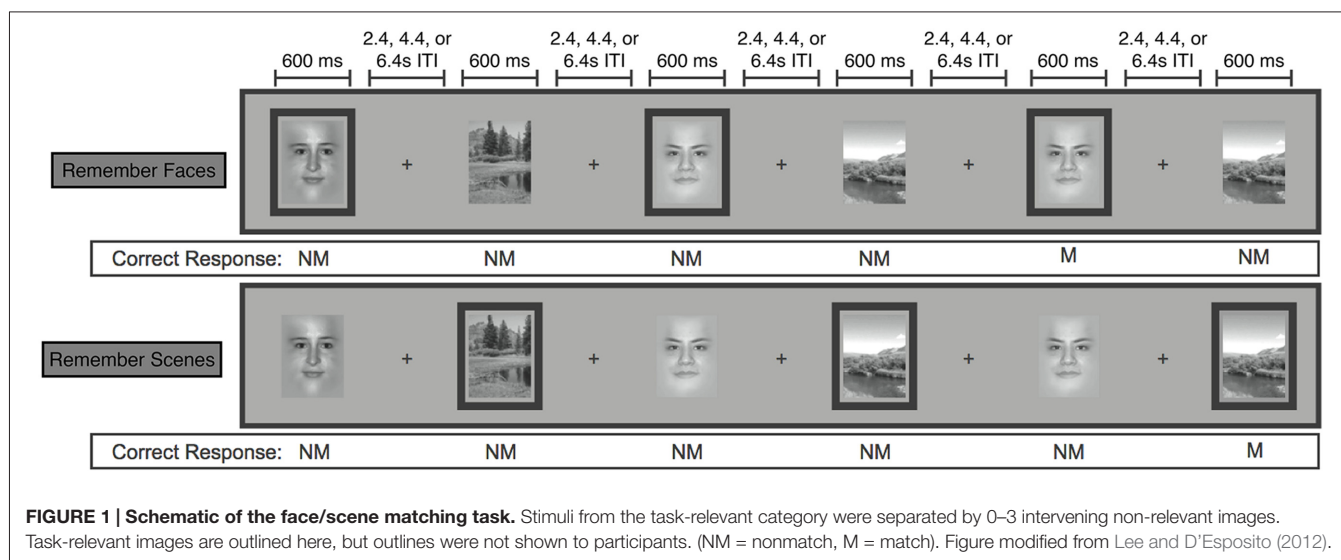 2.4, 4.4, or 2.4, 4.4, or 2.4, 4.4, or 2.4, 4.4, or 2.4, 4.4, or
600 ms 6.4s ITI 600 ms 6.4s ITI 600 ms 6.4s ITI 600 ms 6.4s ITI 600 ms 6.4s ITI 600 ms
Remember Faces + + + + +
Correct Response: NM NM NM NM M NM
Remember Scenes + + + + +
Correct Response: NM NM NM NM NM M
FIGURE 1 | Schematic of the face/scene matching task. Stimuli from the task-relevant category were separated by 0–3 intervening non-relevant images.
Task-relevant images are outlined here, but outlines were not shown to participants. (NM = nonmatch, M = match). Figure modified from Lee and D'Esposito (2012).